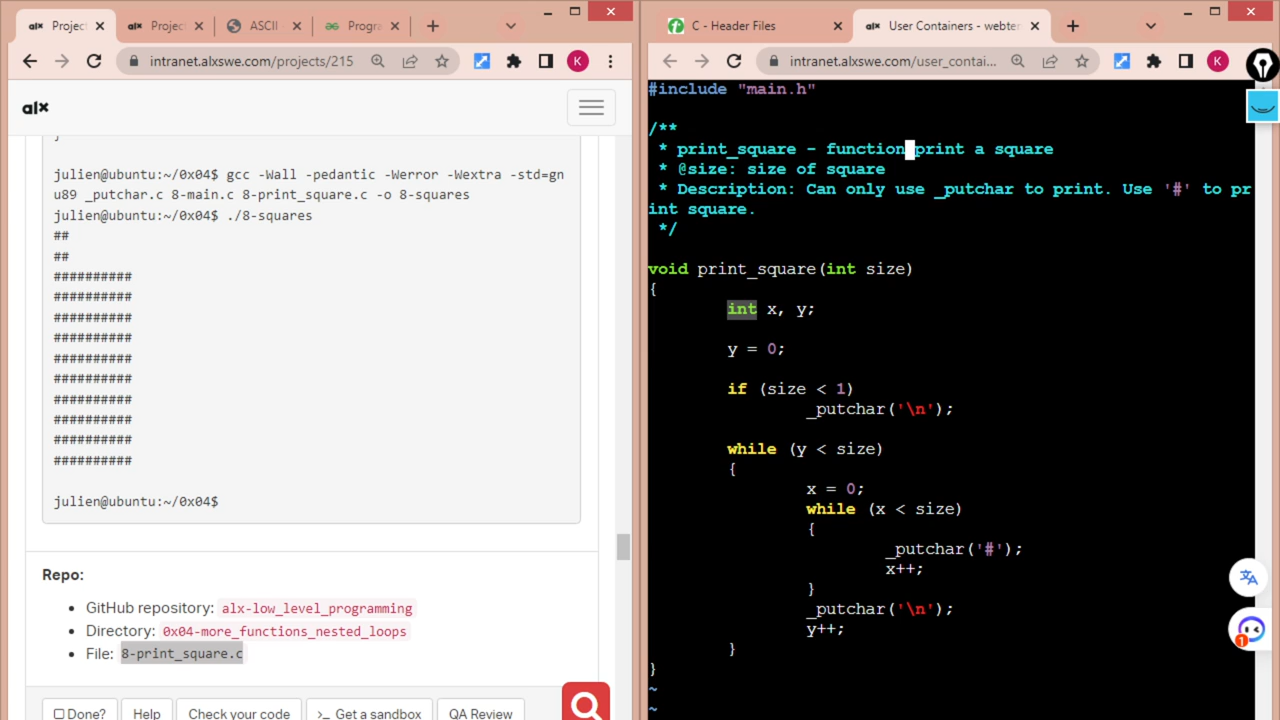 Projec
Projec
ASCII
Progra
intranet.alxswe.com/projects/215
K
alx
}
julien@ubuntu:~/0x04$ gcc -Wall -pedantic -Werror -Wextra -std=gn
u89 _putchar.c 8-main.c 8-print_square.c -o 8-squares
julien@ubuntu:~/0x04$ ./8-squares
##
##
##########
##########
##########
##########
##########
##########
##########
##########
##########
##########
julien@ubuntu:~/0x04$
Repo:
GitHub repository: alx-low_level_programming
Directory: 0x04-more_functions_nested_loops
File: 8-print_square.c
Done?
Help
Check your code
>_ Get a sandbox
QA Review
C - Header Files
alx User Containers - webter
intranet.alxswe.com/user_contai...
K
#include "main.h"
/**
 * print_square - function print a square
 * @size: size of square
 * Description: Can only use _putchar to print. Use '#' to pr
int square.
 */
void print_square(int size)
{
int x, y;
y = 0;
if (size < 1)
_putchar('\n');
while (y < size)
{
x = 0;
while (x < size)
{
_putchar('#');
x++;
}
_putchar('\n');
y++;
}
}
~
~
1